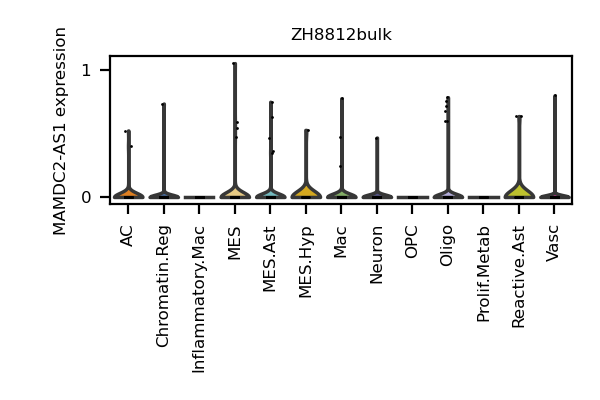 ZH8812bulk
MAMDC2-AS1 expression
1
0
AC
Chromatin.Reg
Inflammatory.Mac
MES
MES.Ast
MES.Hyp
Mac
Neuron
OPC
Oligo
Prolif.Metab
Reactive.Ast
Vasc